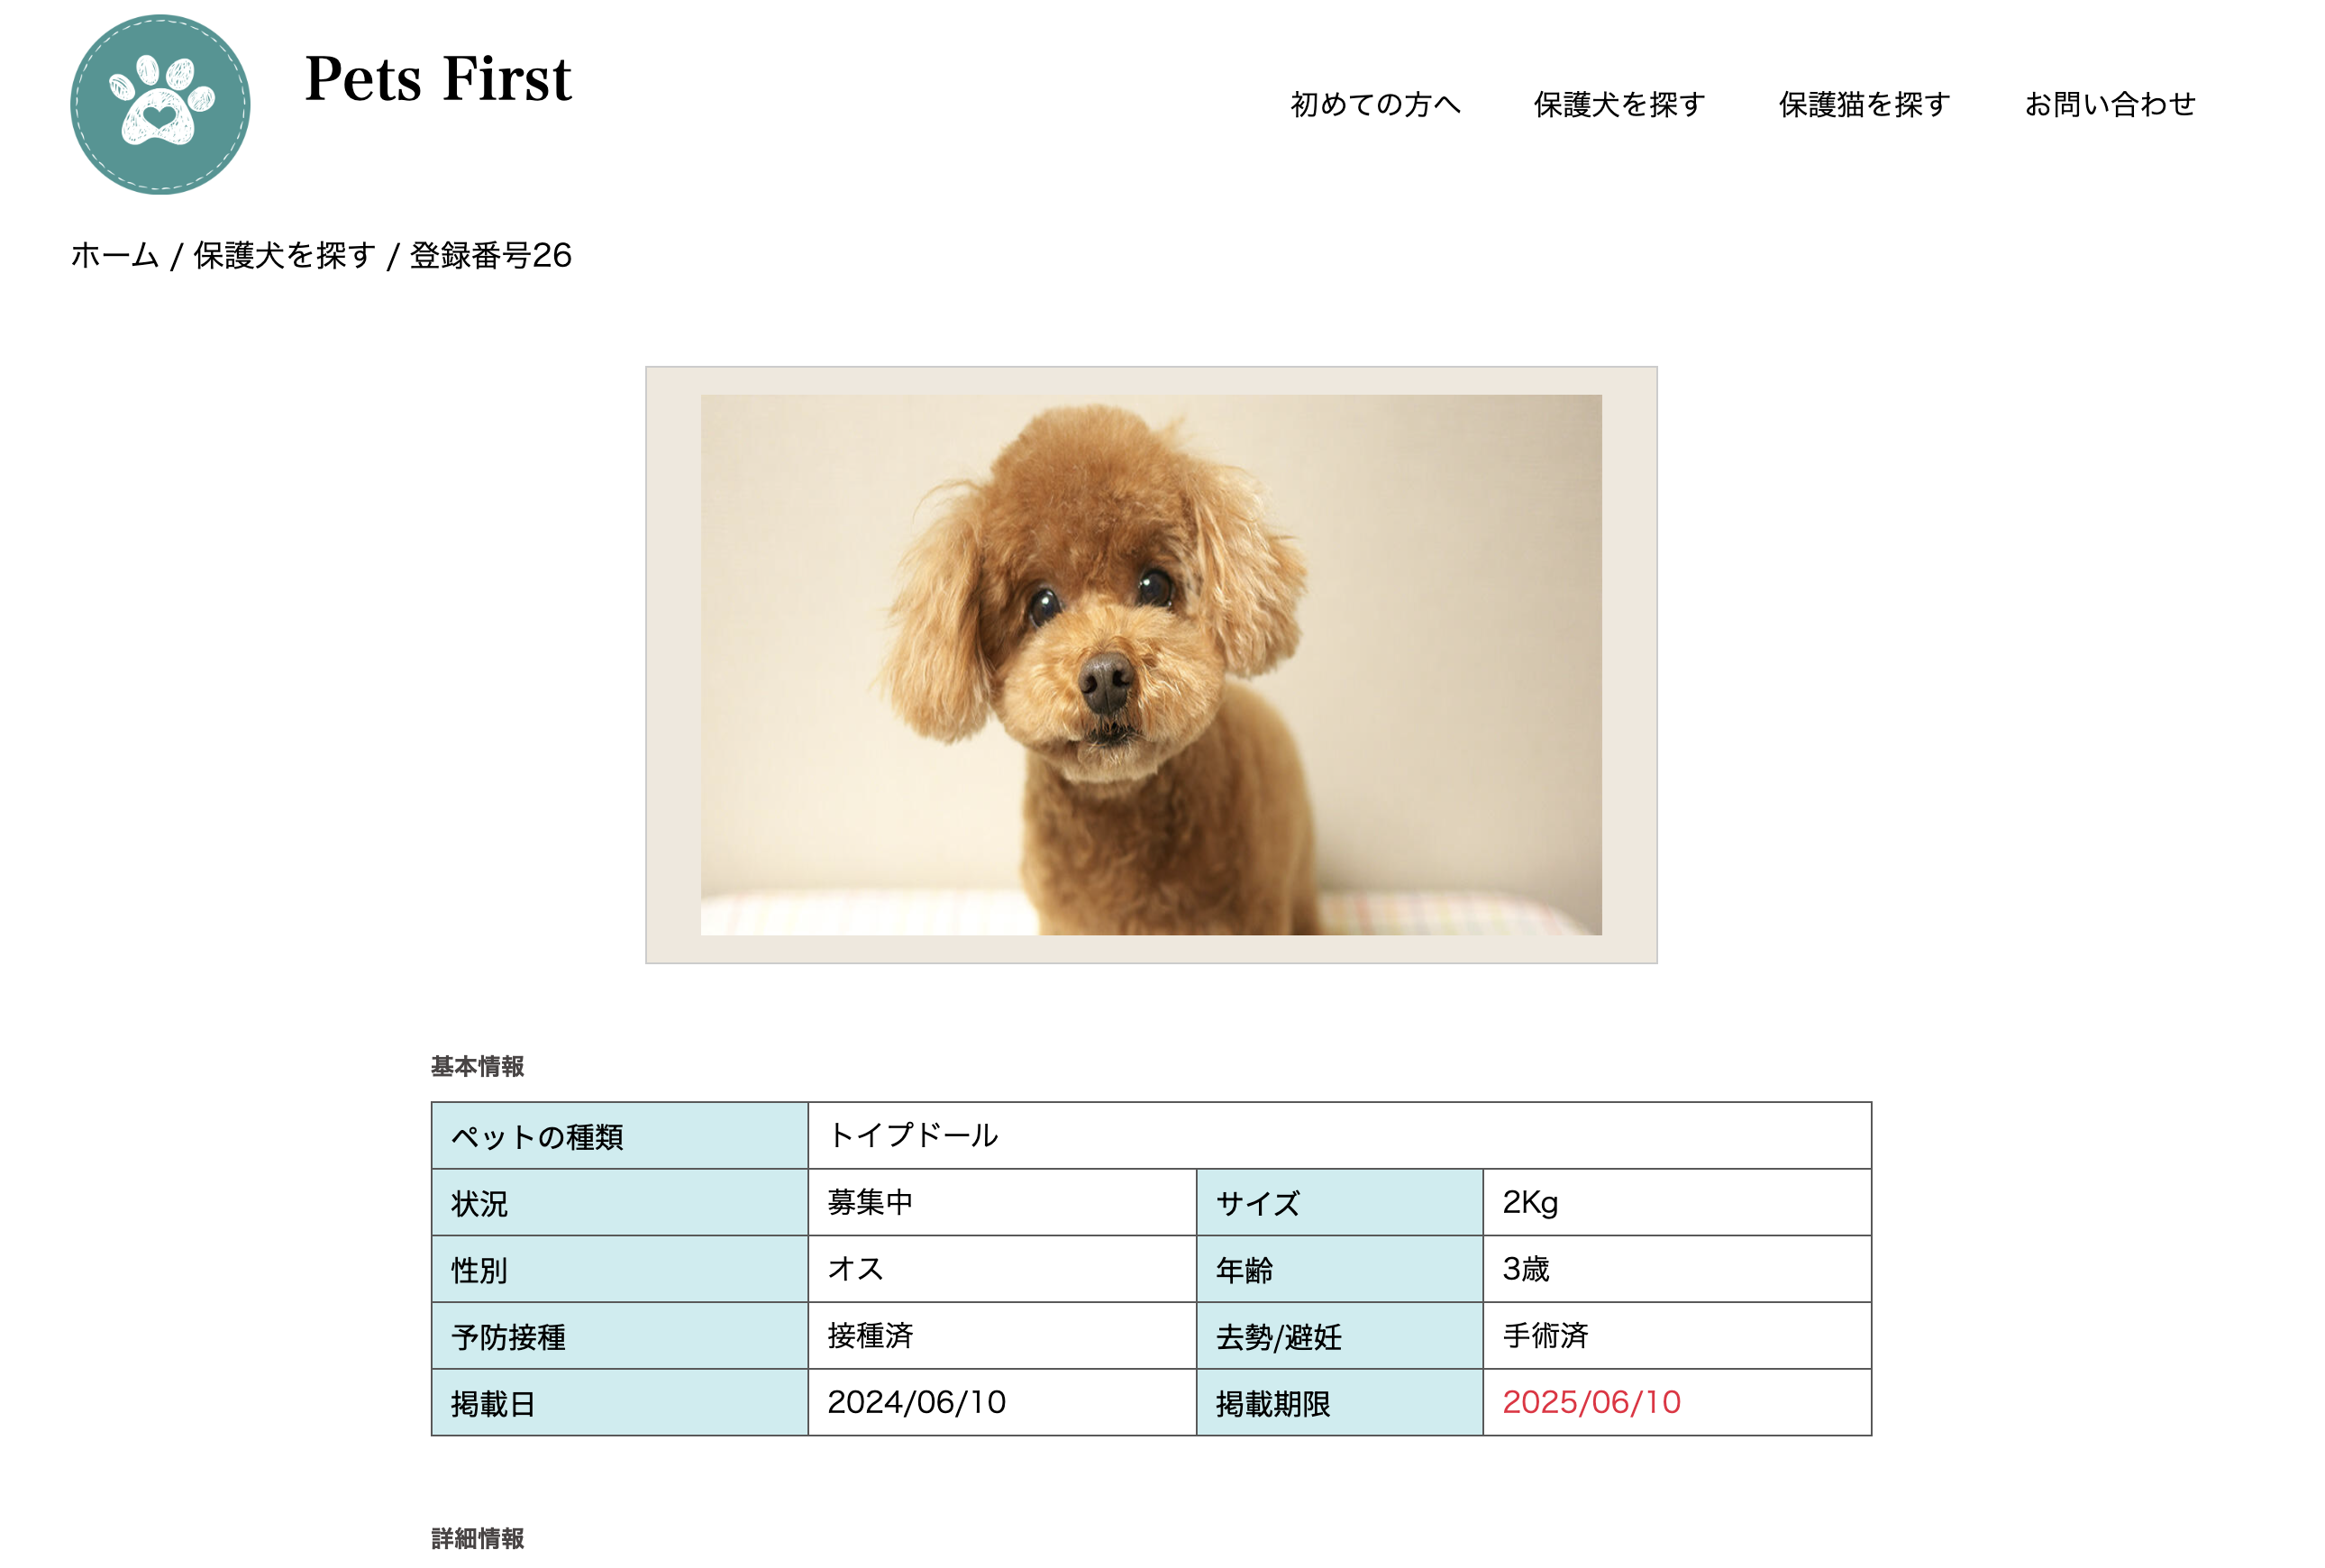 Pets First
初めての方へ 保護犬を探す 保護猫を探す お問い合わせ
ホーム / 保護犬を探す / 登録番号26
基本情報
ペットの種類 トイプドール
状況 募集中 サイズ 2Kg
性別 オス 年齢 3歳
予防接種 接種済 去勢/避妊 手術済
掲載日 2024/06/10 掲載期限 2025/06/10
詳細情報